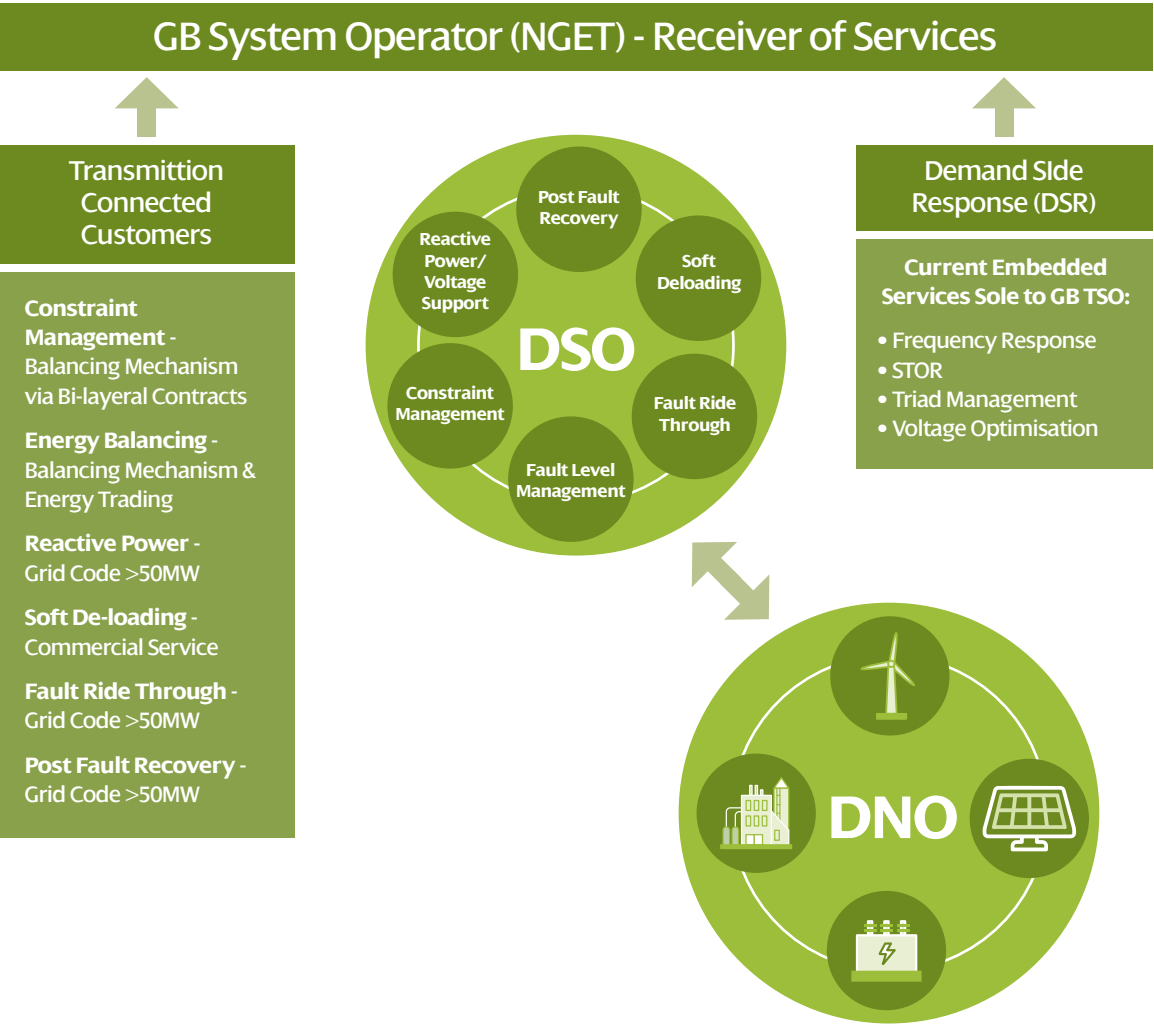 GB System Operator (NGET) - Receiver of Services
Transmittion
Connected
Customers
Constraint
Management -
Balancing Mechanism
via Bi-layeral Contracts
Energy Balancing -
Balancing Mechanism &
Energy Trading
Reactive Power -
Grid Code >50MW
Soft De-loading -
Commercial Service
Fault Ride Through -
Grid Code >50MW
Post Fault Recovery -
Grid Code >50MW
DSO
Post Fault
Recovery
Soft
Deloading
Fault Ride
Through
Fault Level
Management
Constraint
Management
Reactive
Power/
Voltage
Support
Demand SIde
Response (DSR)
Current Embedded
Services Sole to GB TSO:
• Frequency Response
• STOR
• Triad Management
• Voltage Optimisation
DNO